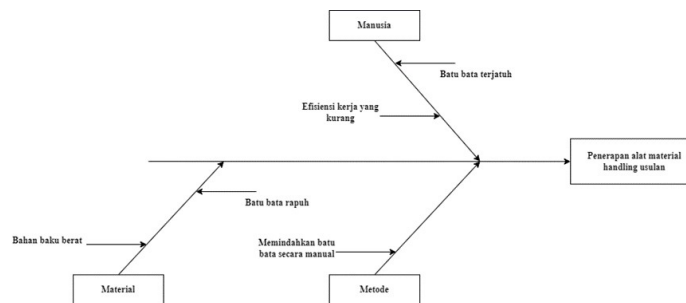 Manusia
Batu bata terjatuh
Efisiensi kerja yang
kurang
Penerapan alat material
handling usulan
Batu bata rapuh
Bahan baku berat
Memindahkan batu
bata secara manual
Material
Metode